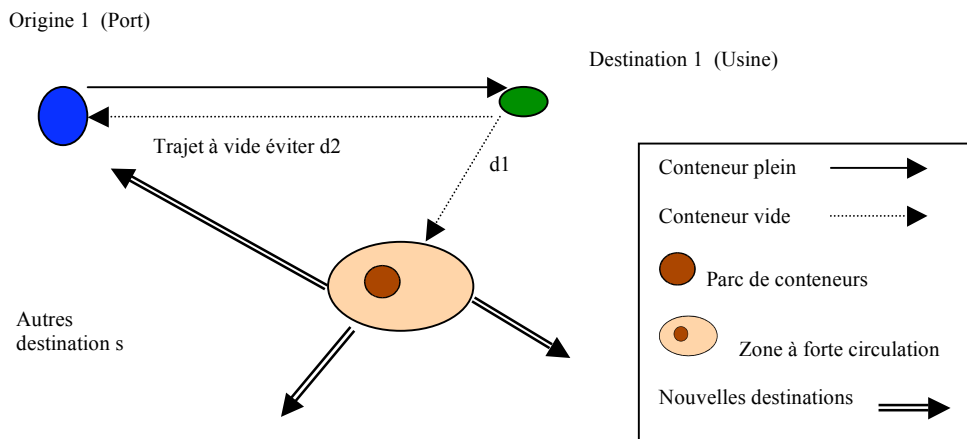 Origine 1 (Port)
Destination 1 (Usine)
Trajet à vide éviter d2
d1
Autres
destination s
Conteneur plein
Conteneur vide
Parc de conteneurs
Zone à forte circulation
Nouvelles destinations